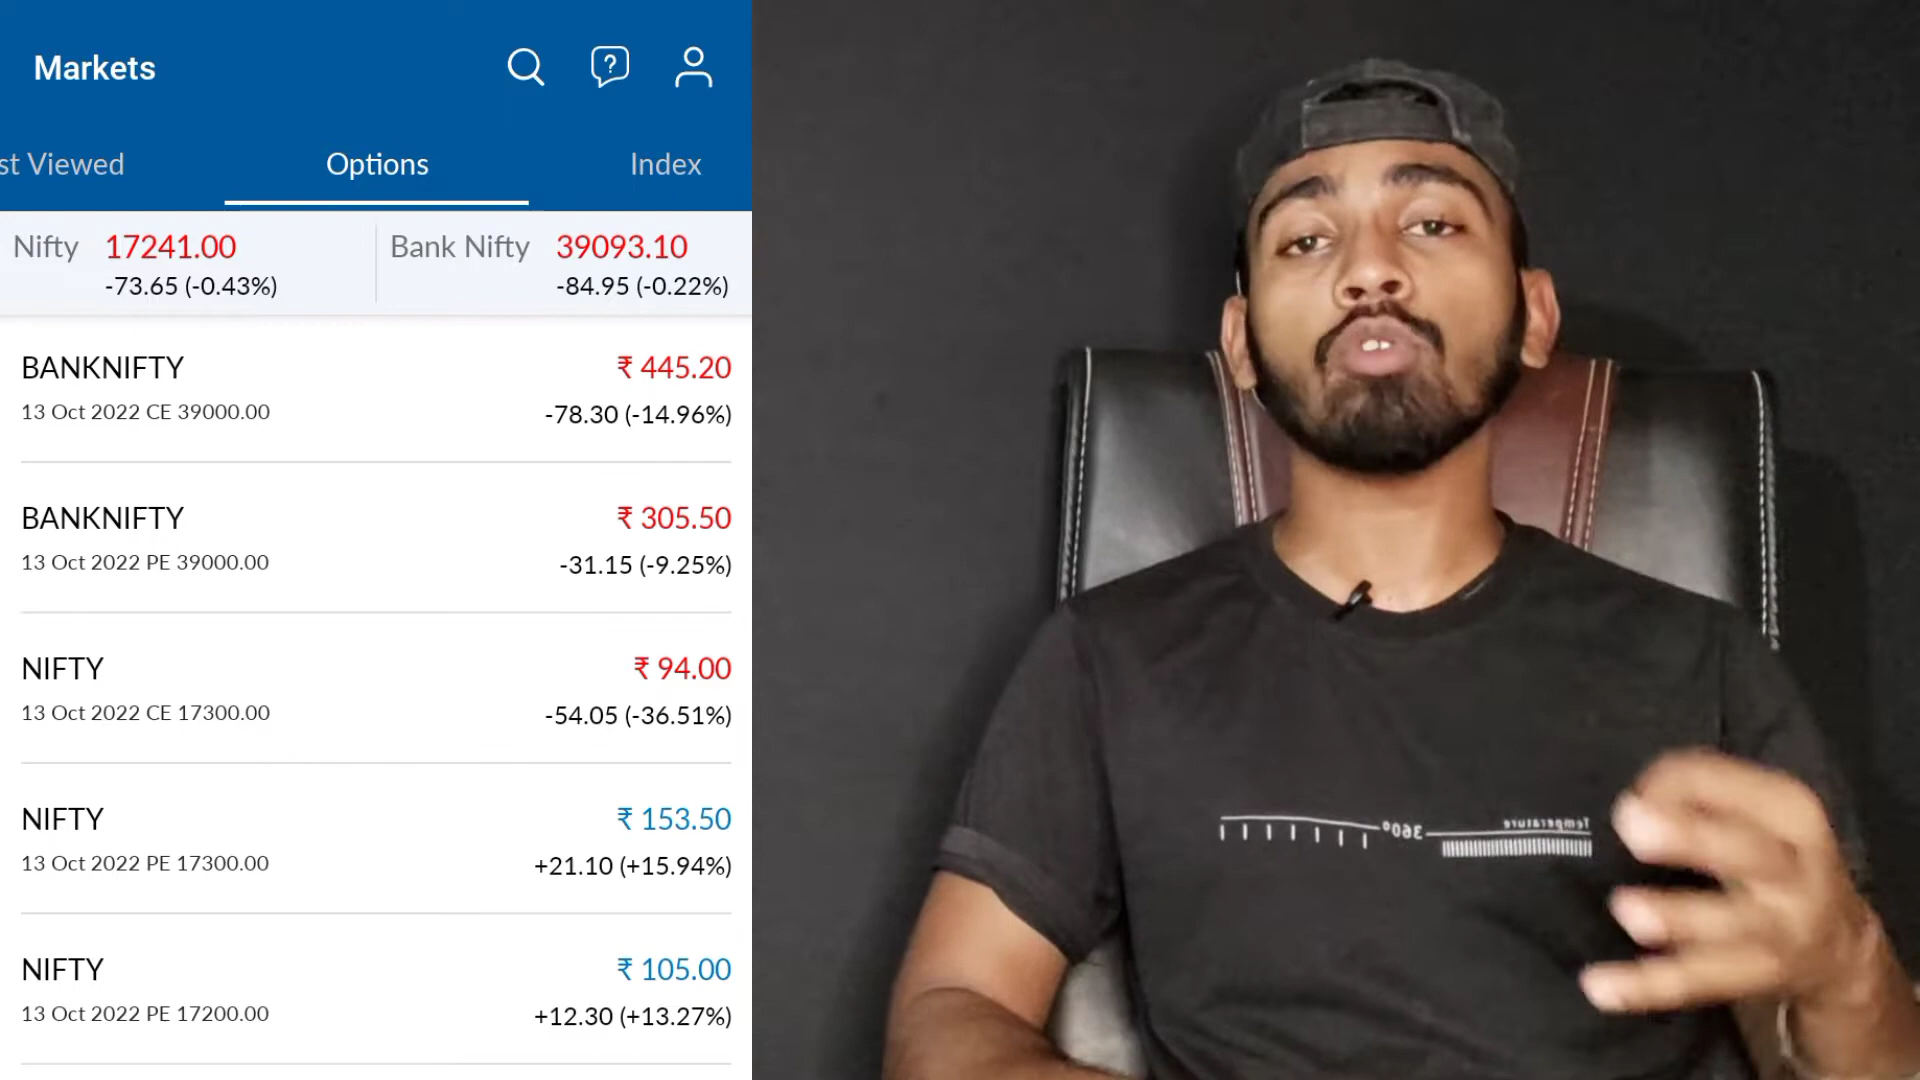 Markets
st Viewed Options Index
Nifty 17241.00 Bank Nifty 39093.10
-73.65 (-0.43%) -84.95 (-0.22%)
BANKNIFTY ₹ 445.20
13 Oct 2022 CE 39000.00 -78.30 (-14.96%)
BANKNIFTY ₹ 305.50
13 Oct 2022 PE 39000.00 -31.15 (-9.25%)
NIFTY ₹ 94.00
13 Oct 2022 CE 17300.00 -54.05 (-36.51%)
NIFTY ₹ 153.50
13 Oct 2022 PE 17300.00 +21.10 (+15.94%)
NIFTY ₹ 105.00
13 Oct 2022 PE 17200.00 +12.30 (+13.27%)
360°
Temperature